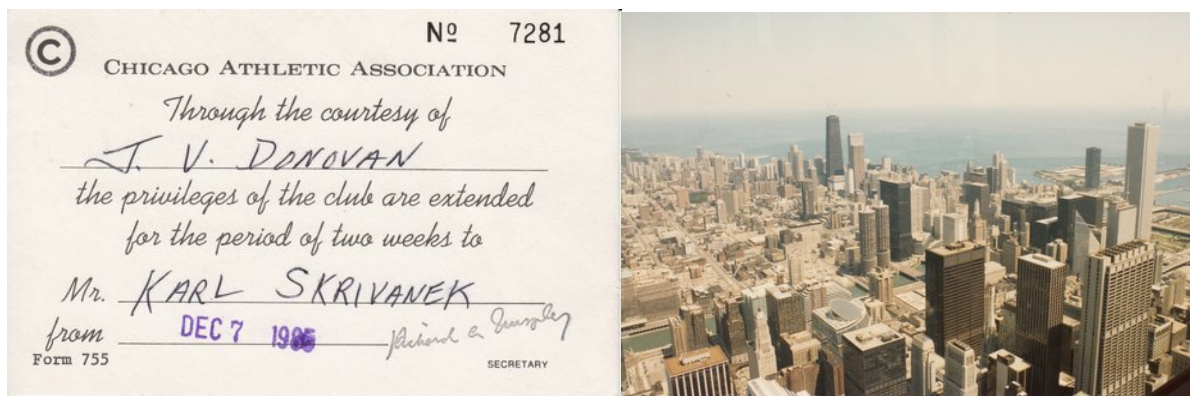 © Nº 7281
CHICAGO ATHLETIC ASSOCIATION
Through the courtesy of
J. V. DONOVAN
the privileges of the club are extended
for the period of two weeks to
Mr. KARL SKRIVANEK
from DEC 7 Richard
Form 755
SECRETARY